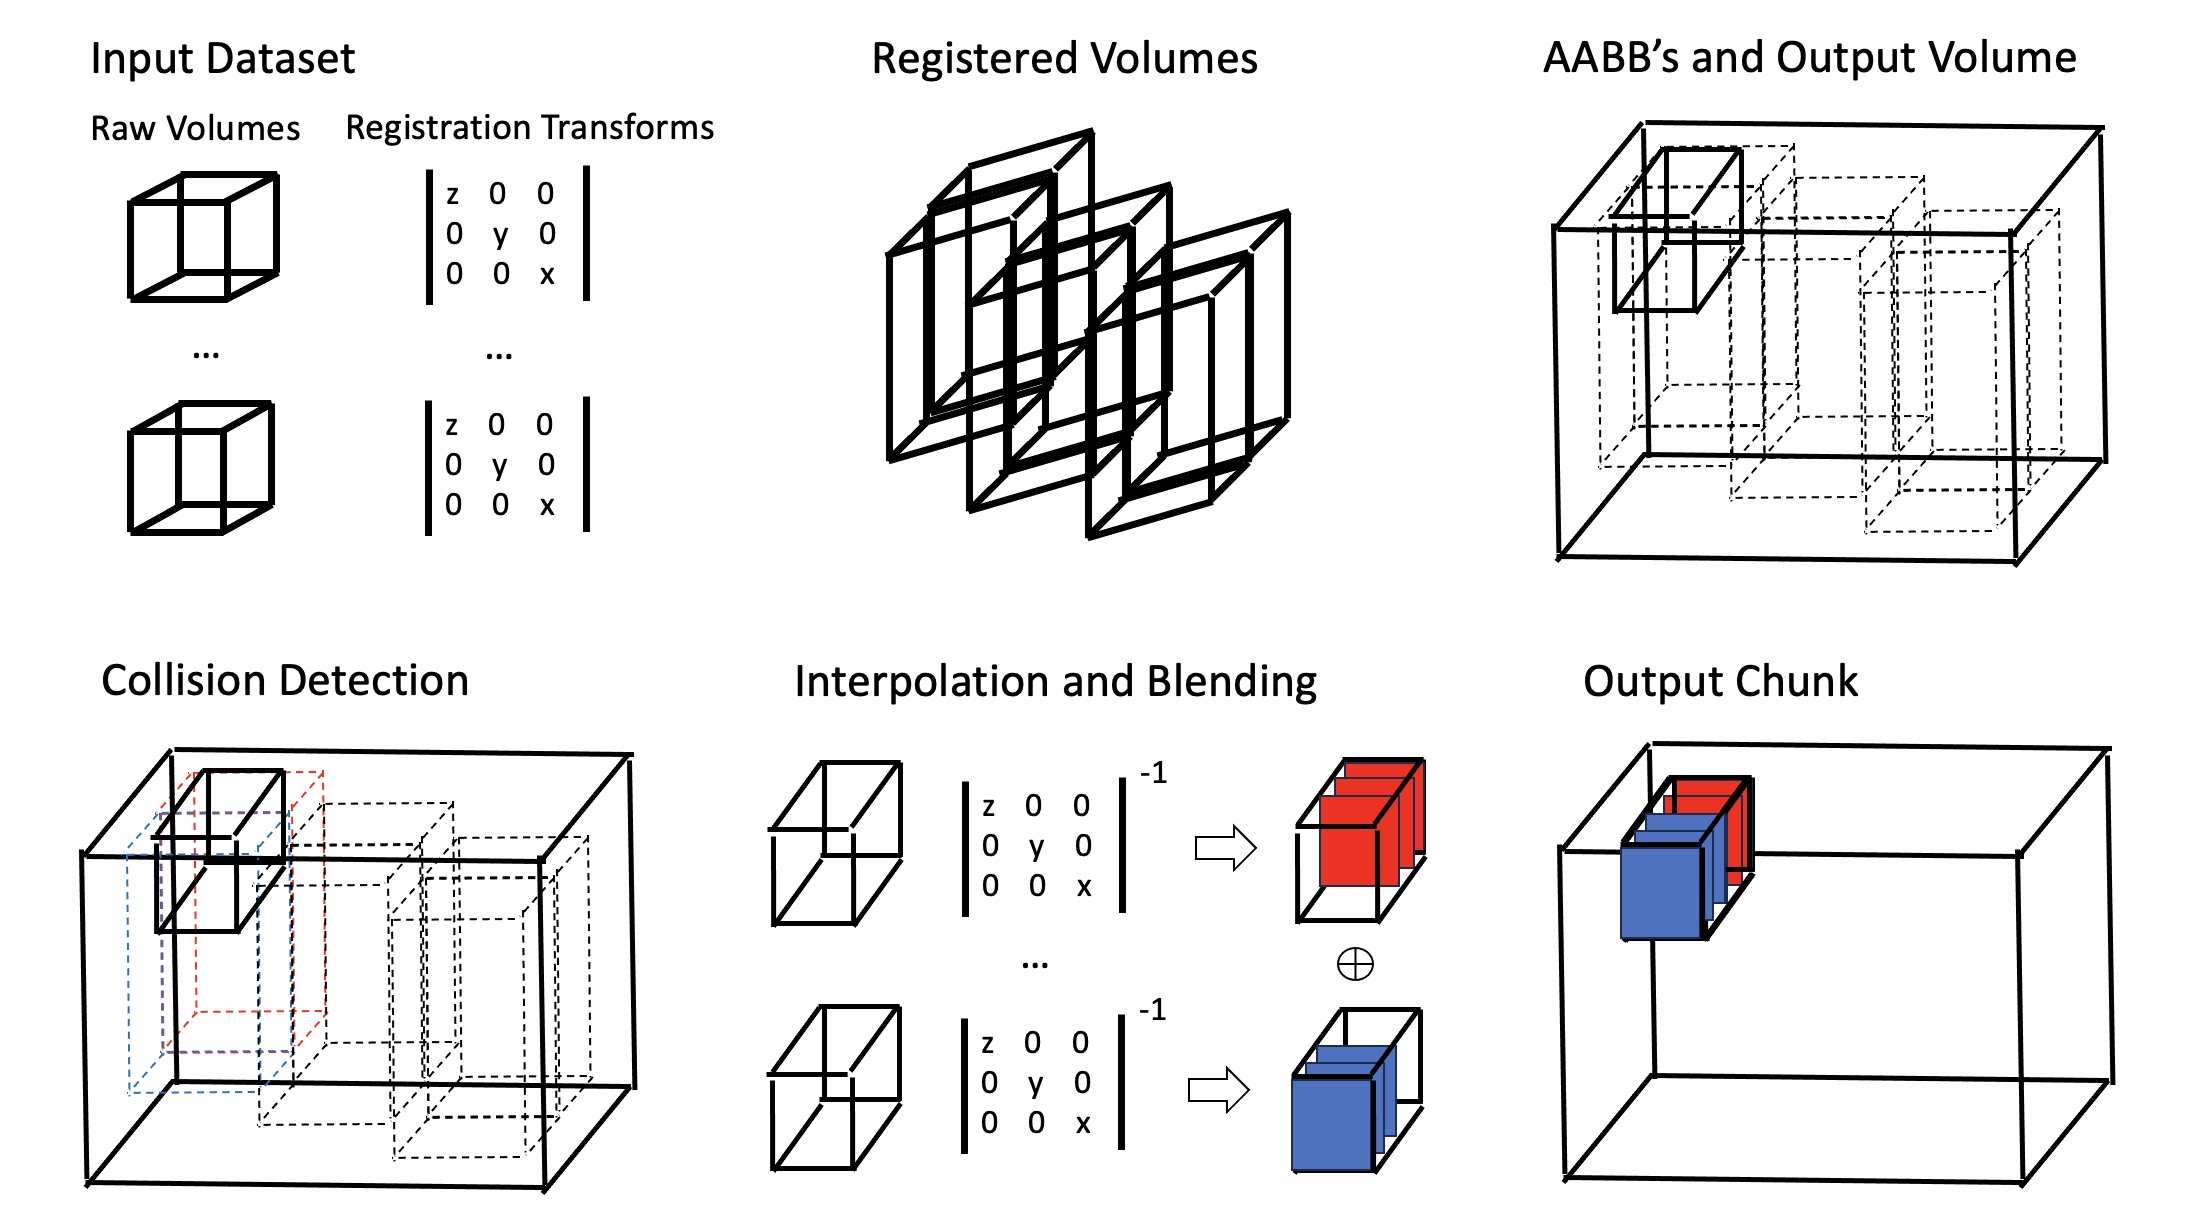 Input Dataset
Raw Volumes
Registration Transforms
z 0 0
0 y 0
0 0 x
...
...
z 0 0
0 y 0
0 0 x
Registered Volumes
AABB's and Output Volume
Collision Detection
Interpolation and Blending
-1
z 0 0
0 y 0
0 0 x
...
-1
z 0 0
0 y 0
0 0 x
Output Chunk